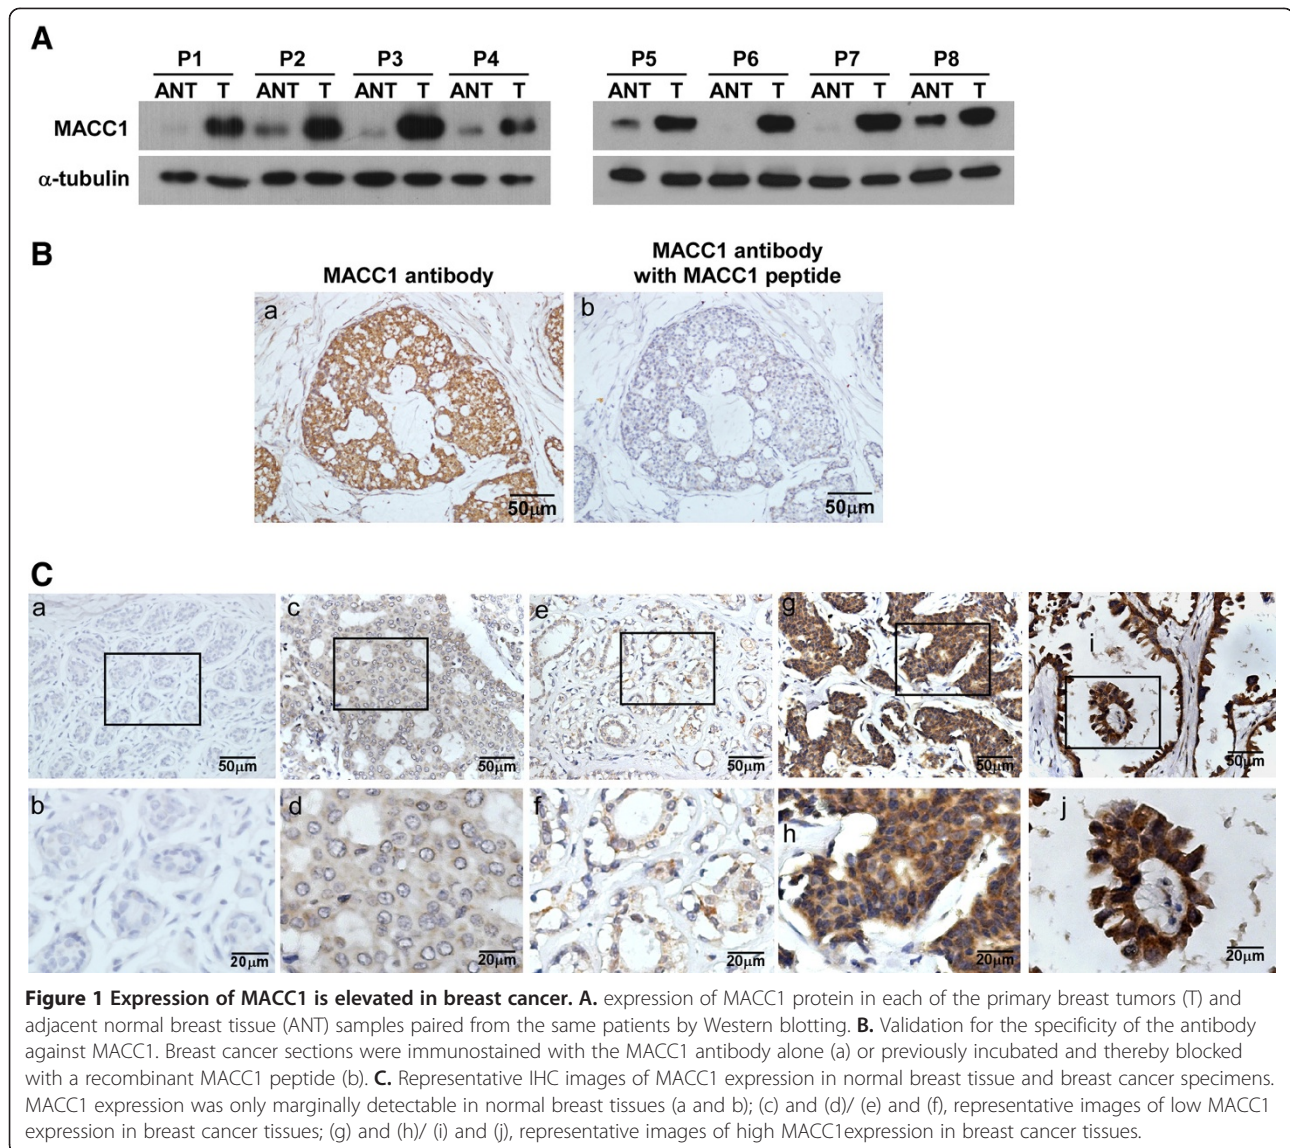 A
P1 P2 P3 P4 P5 P6 P7 P8
ANT T ANT T ANT T ANT T ANT T ANT T ANT T ANT T
MACC1
α-tubulin
B
MACC1 antibody
MACC1 antibody
with MACC1 peptide
a b
50μm 50μm
C
a c e g i
50μm 50μm 50μm 50μm 50μm
b d f h j
20μm 20μm 20μm 20μm 20μm
Figure 1 Expression of MACC1 is elevated in breast cancer. A. expression of MACC1 protein in each of the primary breast tumors (T) and
adjacent normal breast tissue (ANT) samples paired from the same patients by Western blotting. B. Validation for the specificity of the antibody
against MACC1. Breast cancer sections were immunostained with the MACC1 antibody alone (a) or previously incubated and thereby blocked
with a recombinant MACC1 peptide (b). C. Representative IHC images of MACC1 expression in normal breast tissue and breast cancer specimens.
MACC1 expression was only marginally detectable in normal breast tissues (a and b); (c) and (d)/ (e) and (f), representative images of low MACC1
expression in breast cancer tissues; (g) and (h)/ (i) and (j), representative images of high MACC1expression in breast cancer tissues.